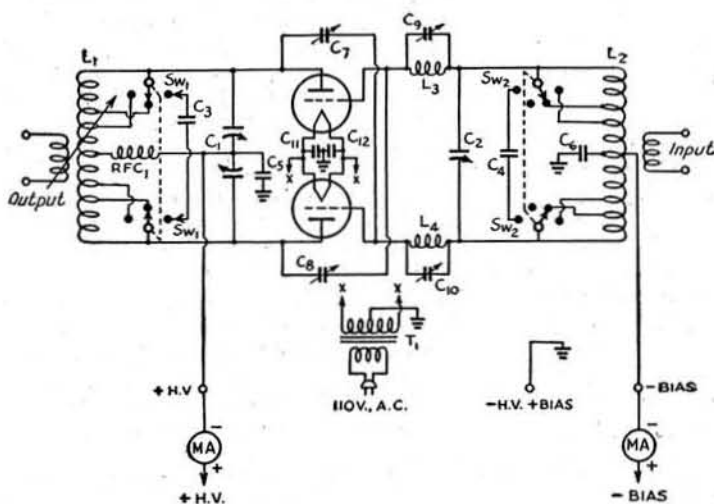 L1
Output
RFC1
Sw1
C3
Sw1
C1
C7
C11
C12
C5
x
x
C8
C9
L3
C2
L4
C10
L2
Sw2
C4
C6
Sw2
Input
x
x
T1
110V., A.C.
+H.V
-
MA
+
+H.V.
-H.V. +BIAS
-BIAS
-
MA
+
-BIAS